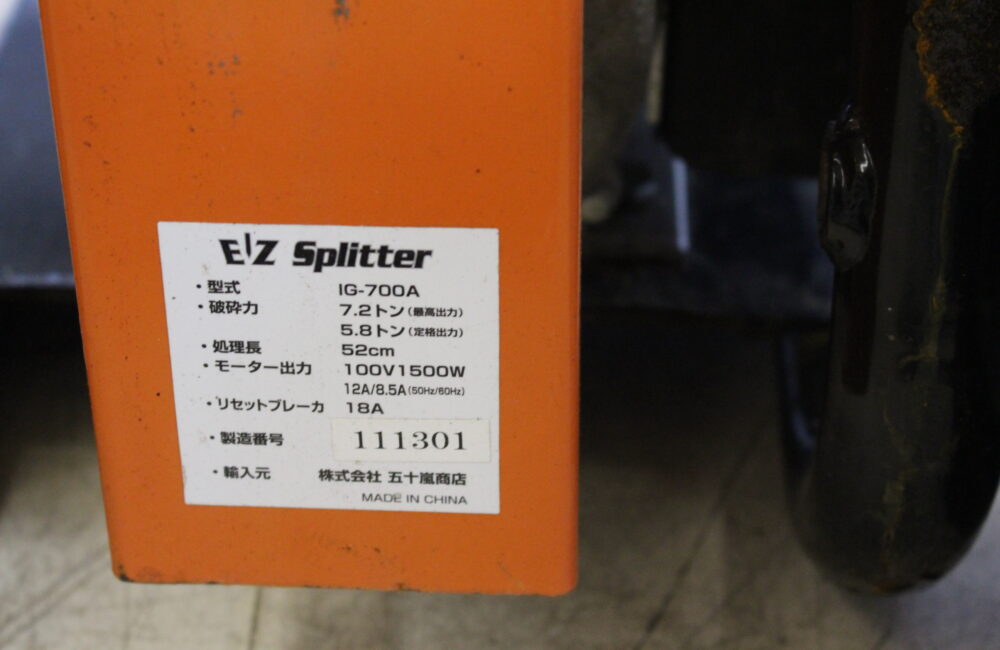 E/Z Splitter
・型式 IG-700A
・破砕力 7.2トン(最高出力)
5.8トン(定格出力)
・処理長 52cm
・モーター出力 100V1500W
12A/8.5A(50Hz/60Hz)
・リセットブレーカ 18A
・製造番号 111301
・輸入元 株式会社 五十嵐商店
MADE IN CHINA